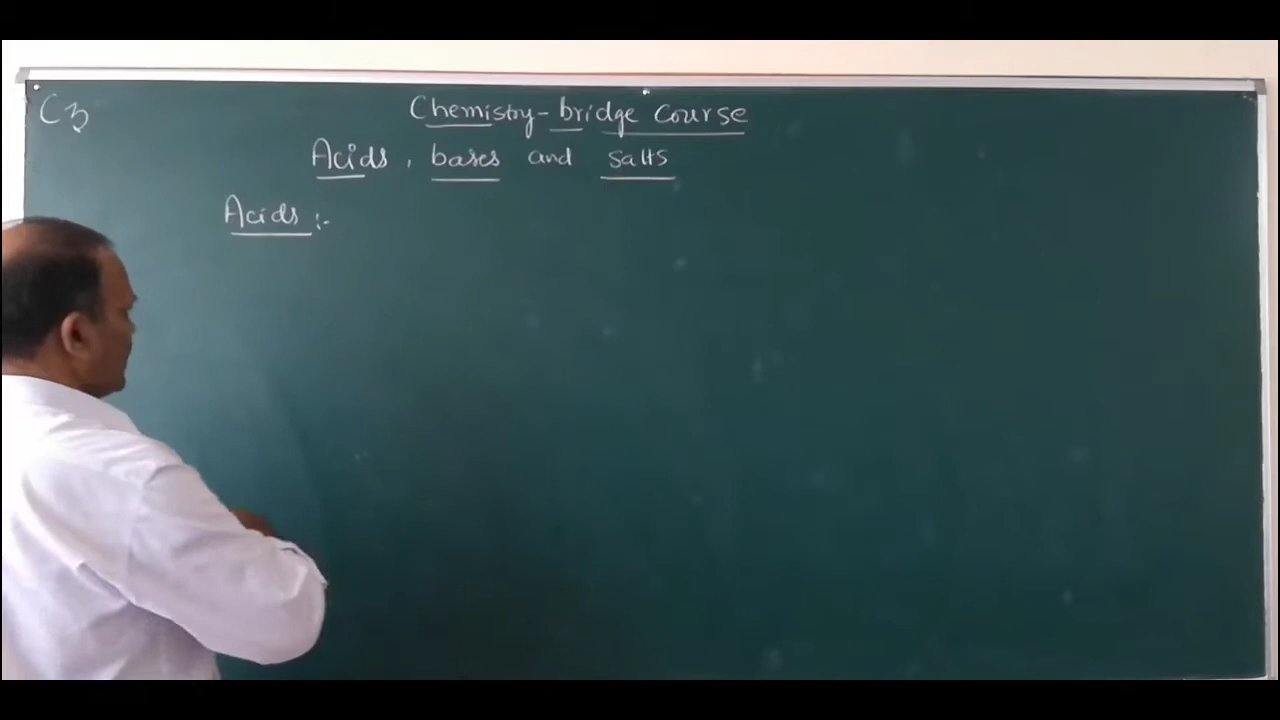 C3
Chemistry-bridge course
Acids, bases and salts
Acids :-